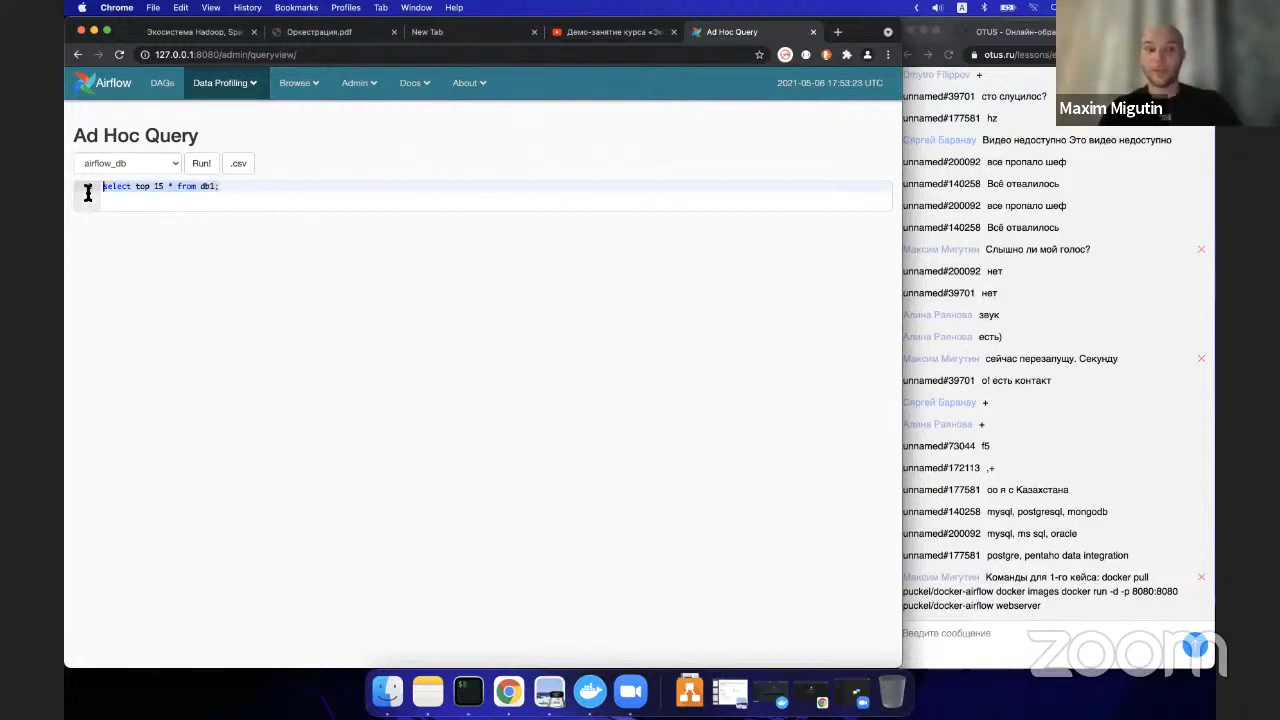 Chrome File Edit View History Bookmarks Profiles Tab Window Help
Экосистема Hadoop, Spa
Оркестрация.pdf
New Tab
Демо-занятие курса «Эк
Ad Hoc Query
OTUS - Онлайн-обра
127.0.0.1:8080/admin/queryview/
otus.ru/lessons/e
Airflow DAGs Data Profiling Browse Admin Docs About 2021-05-06 17:53:23 UTC
Ad Hoc Query
airflow_db Run! .csv
select top 15 * from db1;
Maxim Migutin
Dmytro Filippov +
unnamed#39701 сто слуцилос?
unnamed#177581 hz
Сяргей Баранау Видео недоступно Это видео недоступно
unnamed#200092 все пропало шеф
unnamed#140258 Всё отвалилось
unnamed#200092 все пропало шеф
unnamed#140258 Всё отвалилось
Максим Мигутин Слышно ли мой голос?
unnamed#200092 нет
unnamed#39701 нет
Алина Раянова звук
Алина Раянова есть)
Максим Мигутин сейчас перезапущу. Секунду
unnamed#39701 о! есть контакт
Сяргей Баранау +
Алина Раянова +
unnamed#73044 f5
unnamed#172113 ,+
unnamed#177581 оо я с Казахстана
unnamed#140258 mysql, postgresql, mongodb
unnamed#200092 mysql, ms sql, oracle
unnamed#177581 postgre, pentaho data integration
Максим Мигутин Команды для 1-го кейса: docker pull
puckel/docker-airflow docker images docker run -d -p 8080:8080
puckel/docker-airflow webserver
Введите сообщение
zoom